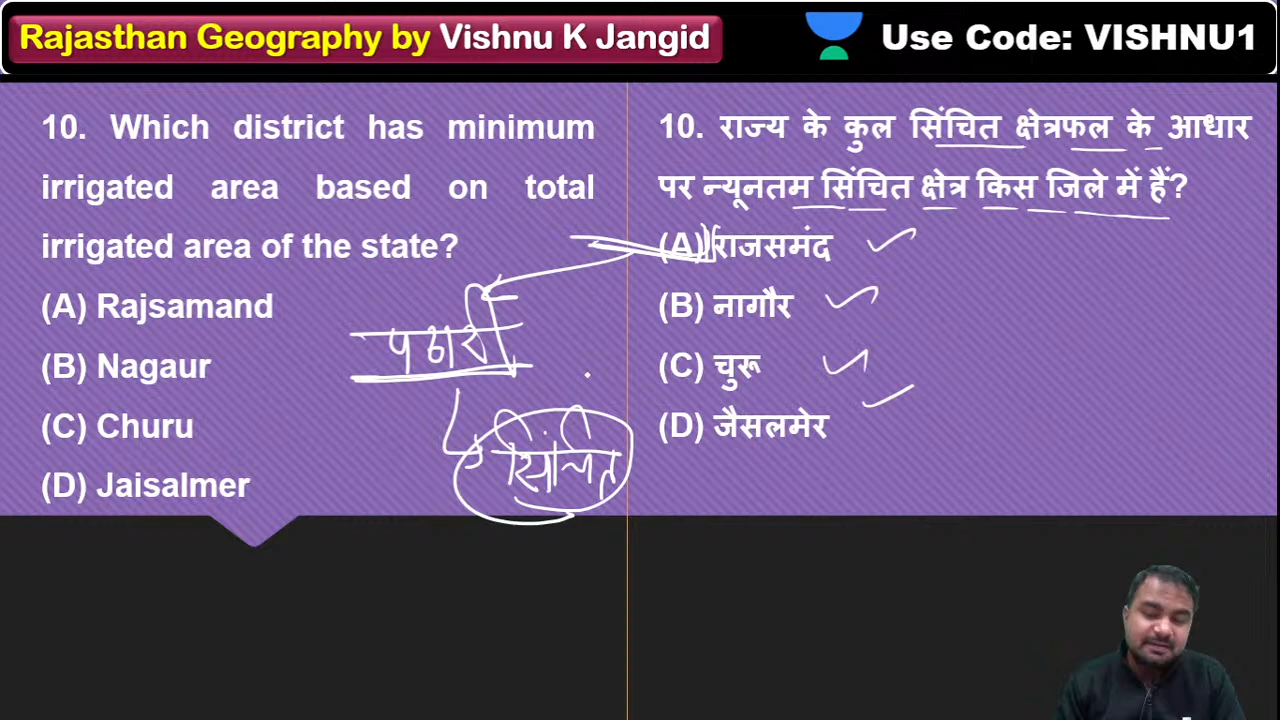 Rajasthan Geography by Vishnu K Jangid
Use Code: VISHNU1
10. Which district has minimum
irrigated area based on total
irrigated area of the state?
(A) Rajsamand
(B) Nagaur
(C) Churu
(D) Jaisalmer
10. राज्य के कुल सिंचित क्षेत्रफल के आधार
पर न्यूनतम सिंचित क्षेत्र किस जिले में हैं?
(A) राजसमंद
(B) नागौर
(C) चुरू
(D) जैसलमेर
पठारी
सिंचित